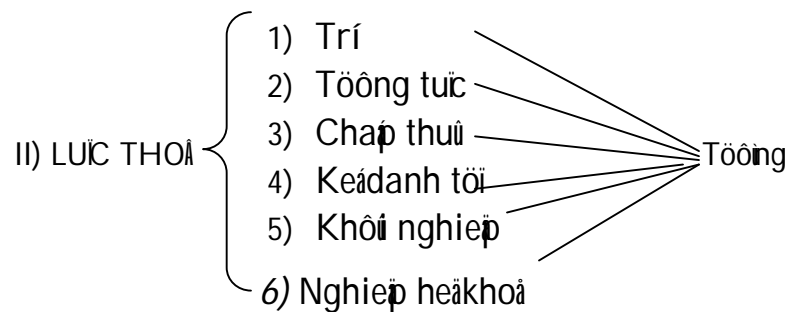 II) LUÏC THOÂ
1) Trí
2) Töông tuïc
3) Chaáp thuû
4) Keá danh töï
5) Khôûi nghieäp
6) Nghieäp heä khoå
Töôùng